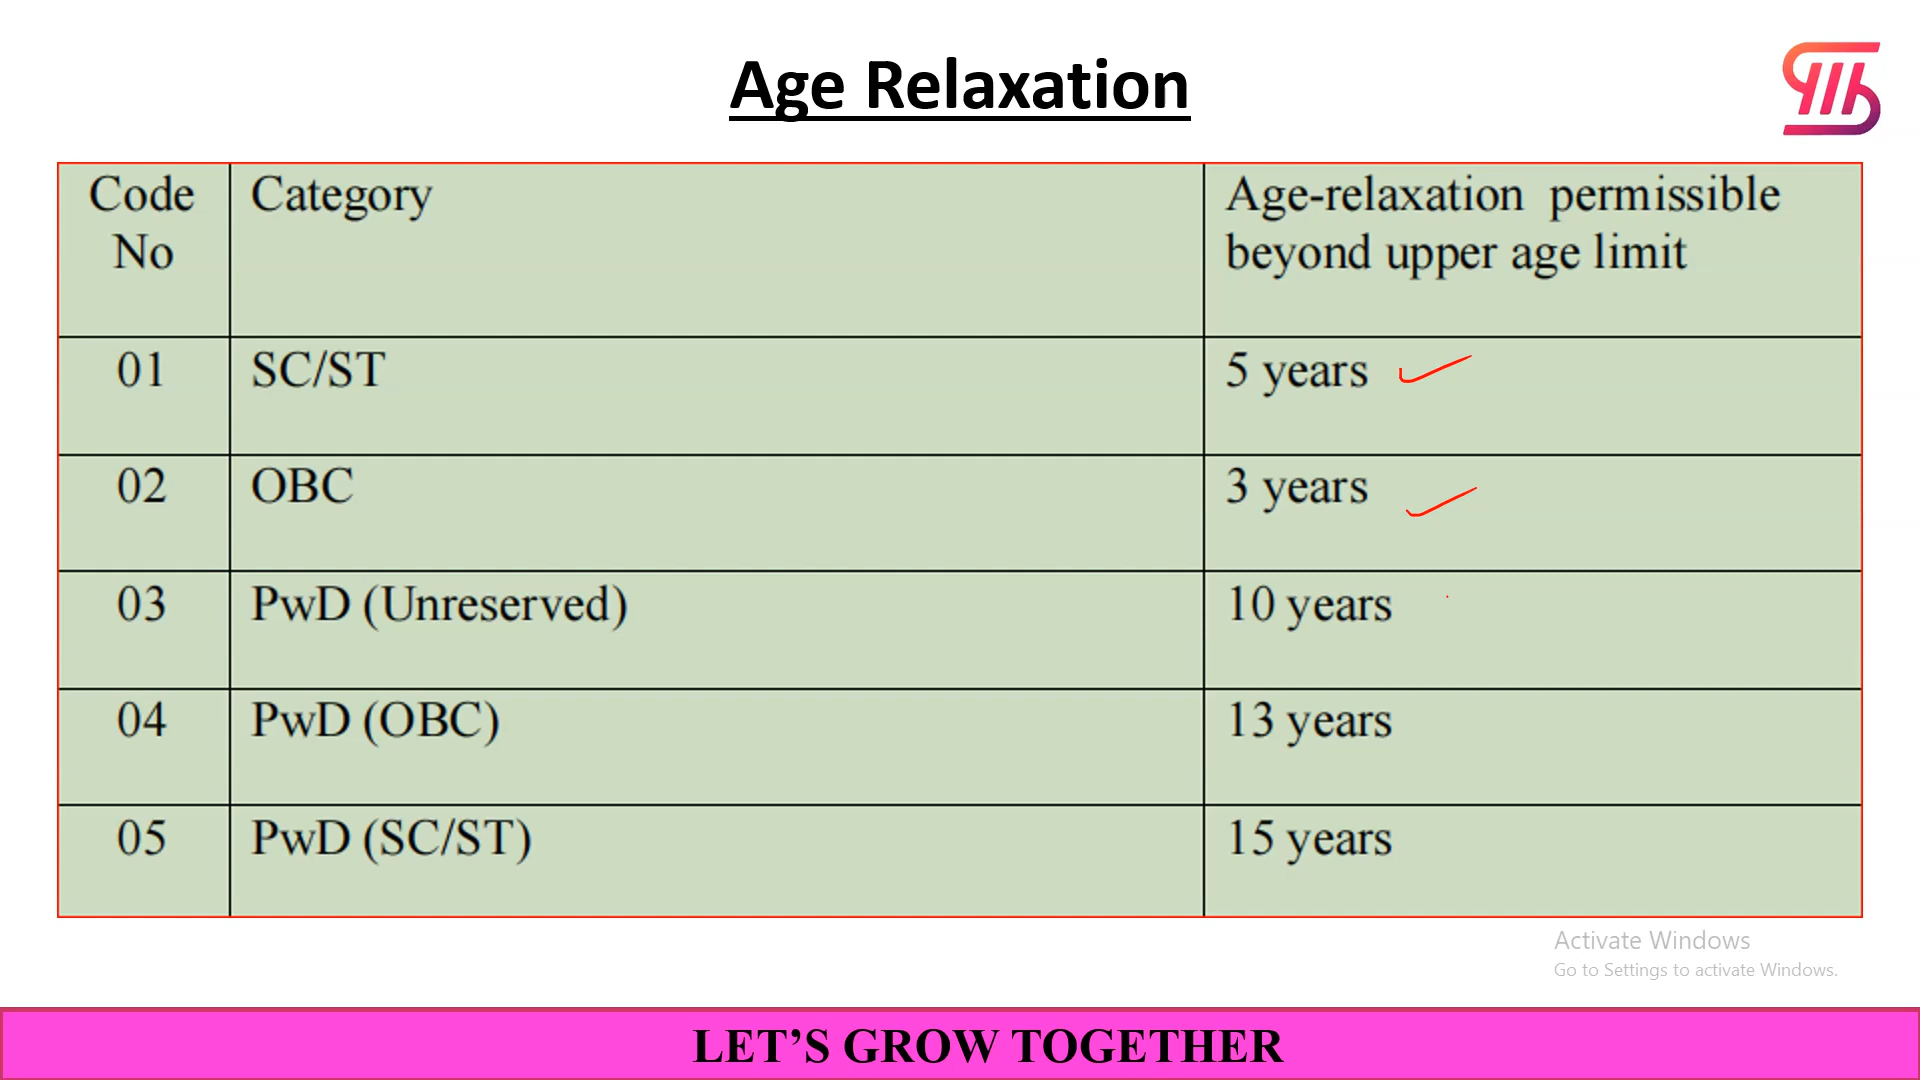 Age Relaxation
Code No
Category
Age-relaxation permissible
beyond upper age limit
01 SC/ST 5 years
02 OBC 3 years
03 PwD (Unreserved) 10 years
04 PwD (OBC) 13 years
05 PwD (SC/ST) 15 years
Activate Windows
Go to Settings to activate Windows.
LET’S GROW TOGETHER